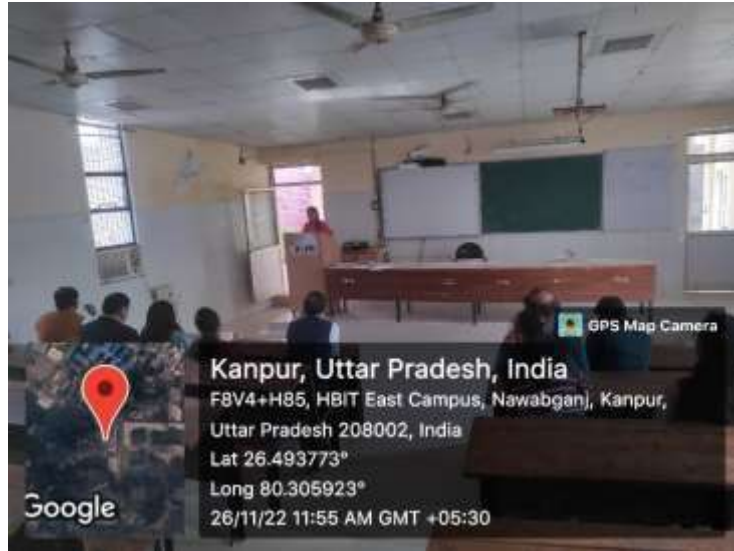 GPS Map Camera
Kanpur, Uttar Pradesh, India
F8V4+H85, HBIT East Campus, Nawabganj, Kanpur,
Uttar Pradesh 208002, India
Lat 26.493773°
Long 80.305923°
26/11/22 11:55 AM GMT +05:30
Google